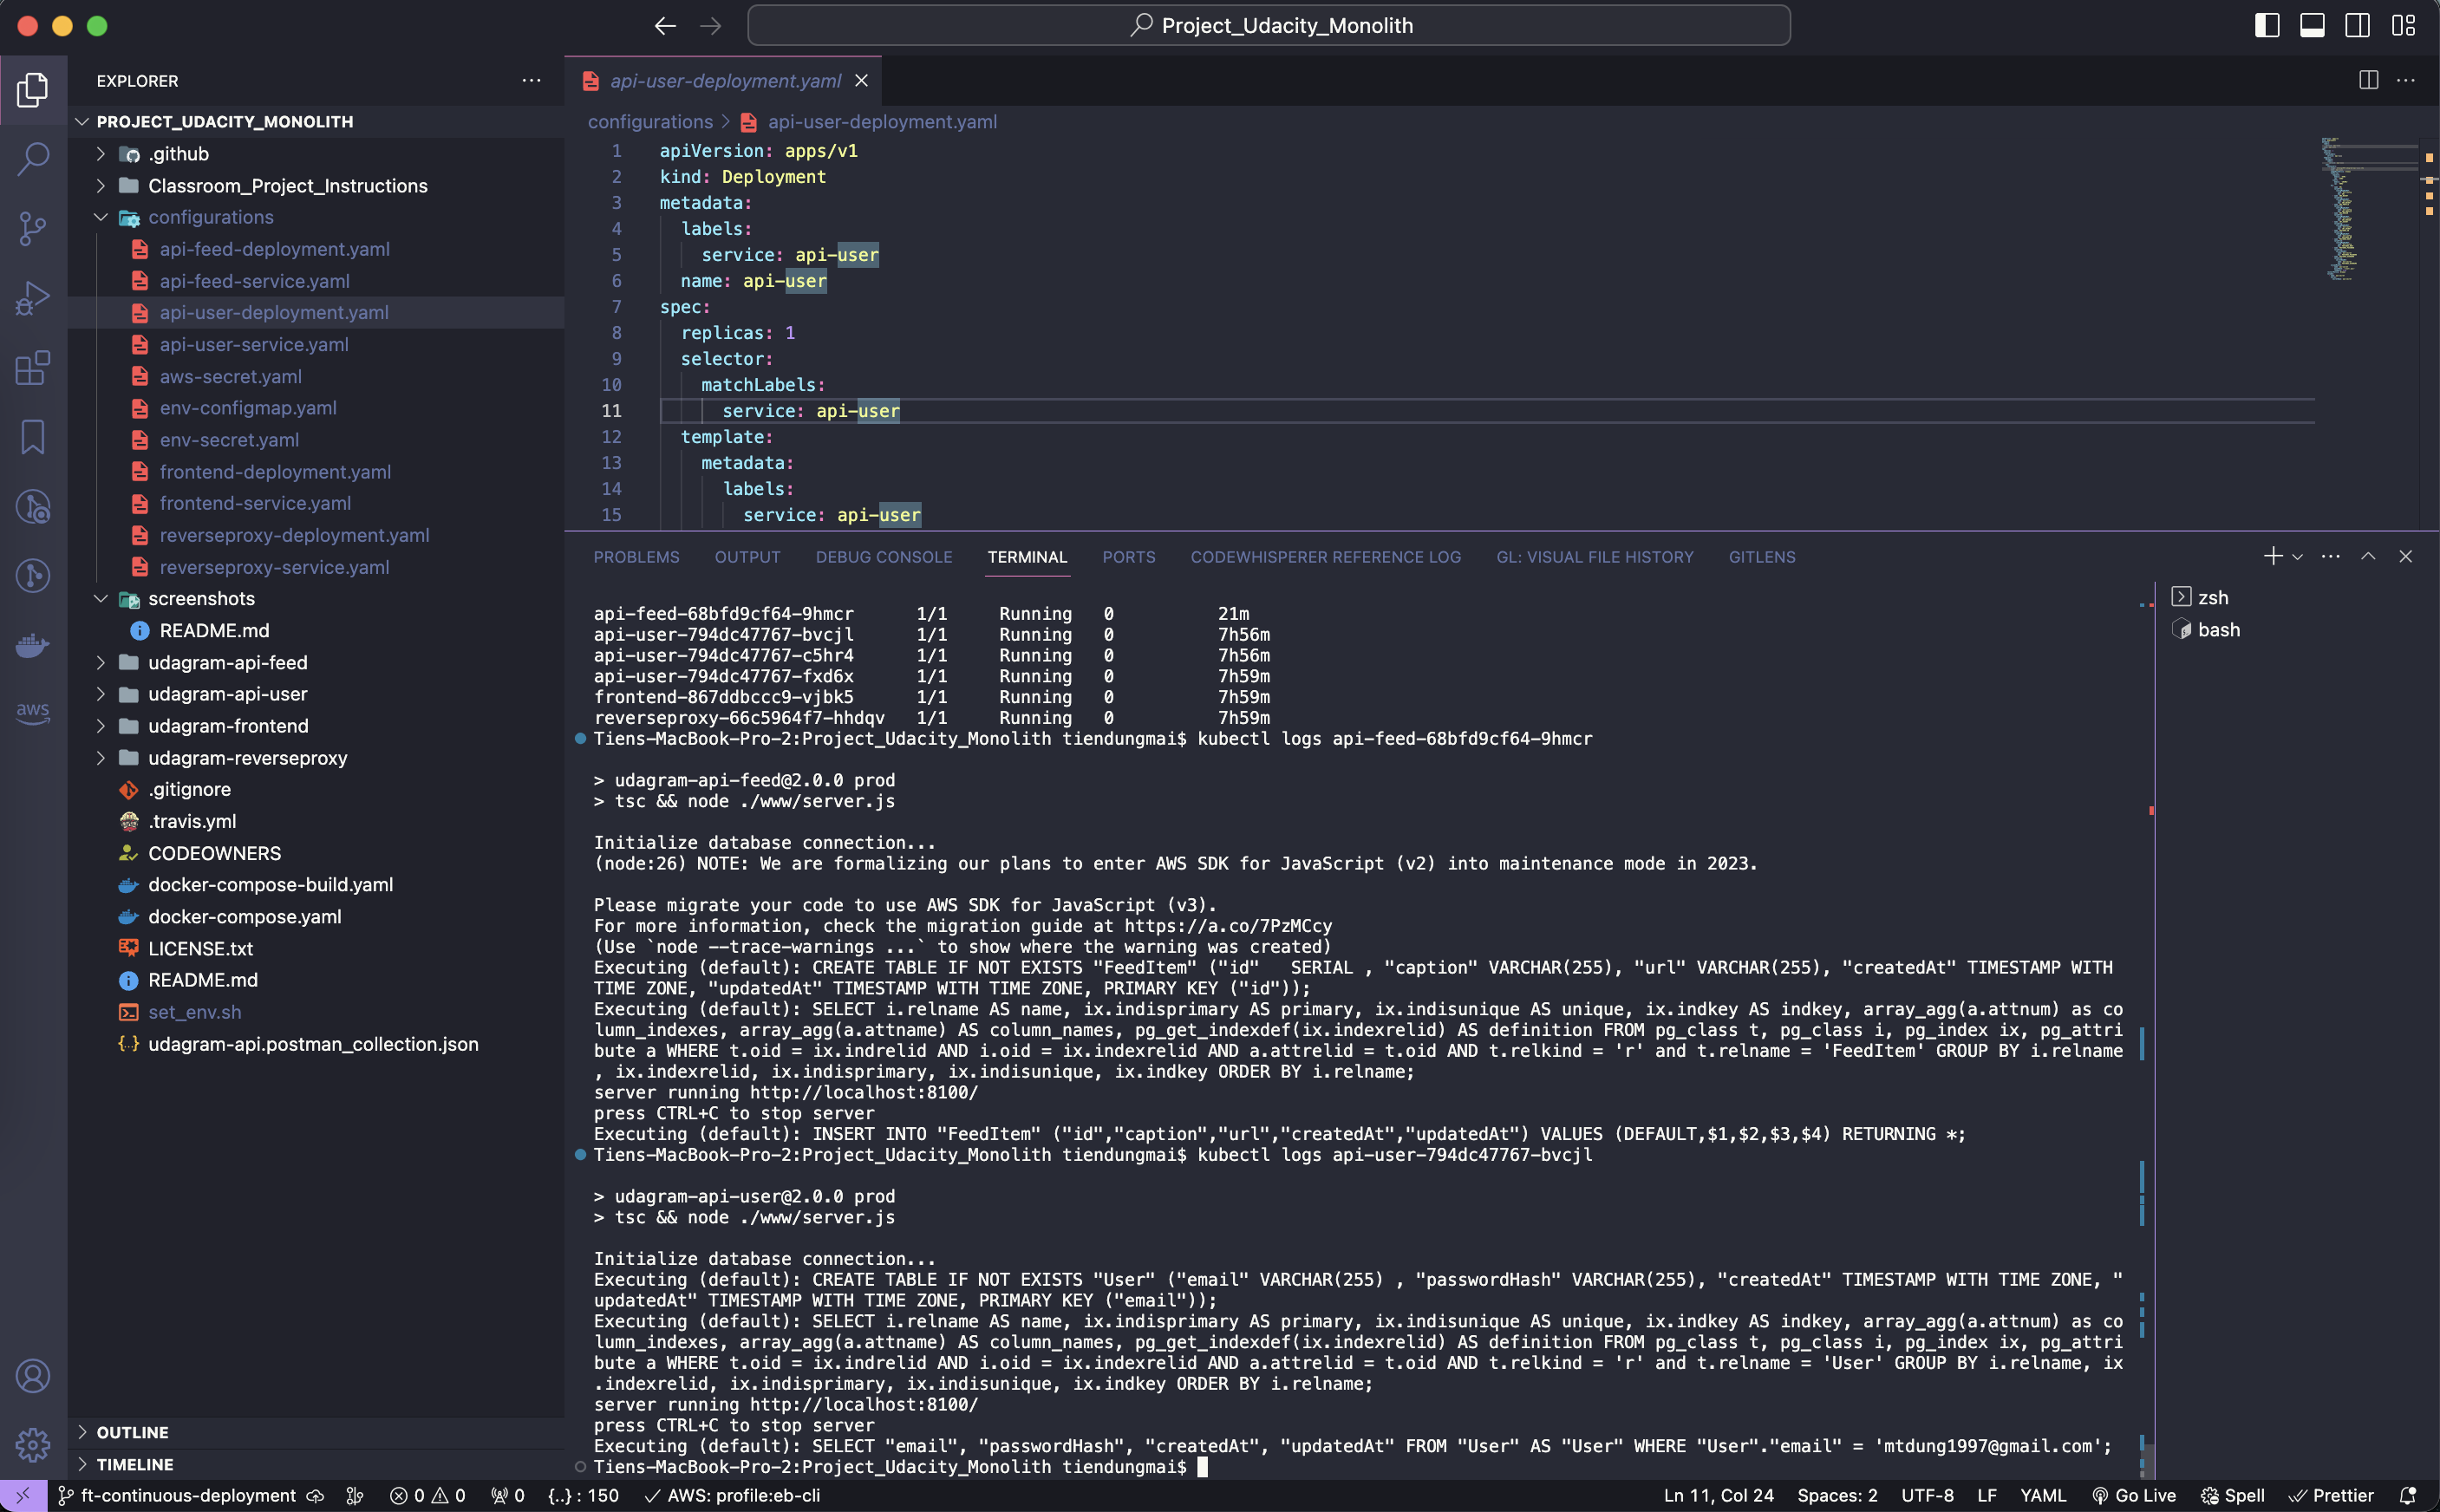 Project_Udacity_Monolith
EXPLORER
PROJECT_UDACITY_MONOLITH
.github
Classroom_Project_Instructions
configurations
api-feed-deployment.yaml
api-feed-service.yaml
api-user-deployment.yaml
api-user-service.yaml
aws-secret.yaml
env-configmap.yaml
env-secret.yaml
frontend-deployment.yaml
frontend-service.yaml
reverseproxy-deployment.yaml
reverseproxy-service.yaml
screenshots
README.md
udagram-api-feed
udagram-api-user
udagram-frontend
udagram-reverseproxy
.gitignore
.travis.yml
CODEOWNERS
docker-compose-build.yaml
docker-compose.yaml
LICENSE.txt
README.md
set_env.sh
udagram-api.postman_collection.json
OUTLINE
TIMELINE
aws
api-user-deployment.yaml
configurations > api-user-deployment.yaml
1 apiVersion: apps/v1
2 kind: Deployment
3 metadata:
4 labels:
5 service: api-user
6 name: api-user
7 spec:
8 replicas: 1
9 selector:
10 matchLabels:
11 service: api-user
12 template:
13 metadata:
14 labels:
15 service: api-user
PROBLEMS OUTPUT DEBUG CONSOLE TERMINAL PORTS CODEWHISPERER REFERENCE LOG GL: VISUAL FILE HISTORY GITLENS
zsh
bash
api-feed-68bfd9cf64-9hmcr 1/1 Running 0 21m
api-user-794dc47767-bvcjl 1/1 Running 0 7h56m
api-user-794dc47767-c5hr4 1/1 Running 0 7h56m
api-user-794dc47767-fxd6x 1/1 Running 0 7h59m
frontend-867ddbccc9-vjbk5 1/1 Running 0 7h59m
reverseproxy-66c5964f7-hhdqv 1/1 Running 0 7h59m
Tiens-MacBook-Pro-2:Project_Udacity_Monolith tiendungmai$ kubectl logs api-feed-68bfd9cf64-9hmcr
> udagram-api-feed@2.0.0 prod
> tsc && node ./www/server.js
Initialize database connection...
(node:26) NOTE: We are formalizing our plans to enter AWS SDK for JavaScript (v2) into maintenance mode in 2023.
Please migrate your code to use AWS SDK for JavaScript (v3).
For more information, check the migration guide at https://a.co/7PzMCcy
(Use `node --trace-warnings ...` to show where the warning was created)
Executing (default): CREATE TABLE IF NOT EXISTS "FeedItem" ("id"   SERIAL , "caption" VARCHAR(255), "url" VARCHAR(255), "createdAt" TIMESTAMP WITH
TIME ZONE, "updatedAt" TIMESTAMP WITH TIME ZONE, PRIMARY KEY ("id"));
Executing (default): SELECT i.relname AS name, ix.indisprimary AS primary, ix.indisunique AS unique, ix.indkey AS indkey, array_agg(a.attnum) as co
lumn_indexes, array_agg(a.attname) AS column_names, pg_get_indexdef(ix.indexrelid) AS definition FROM pg_class t, pg_class i, pg_index ix, pg_attri
bute a WHERE t.oid = ix.indrelid AND i.oid = ix.indexrelid AND a.attrelid = t.oid AND t.relkind = 'r' and t.relname = 'FeedItem' GROUP BY i.relname
, ix.indexrelid, ix.indisprimary, ix.indisunique, ix.indkey ORDER BY i.relname;
server running http://localhost:8100/
press CTRL+C to stop server
Executing (default): INSERT INTO "FeedItem" ("id","caption","url","createdAt","updatedAt") VALUES (DEFAULT,$1,$2,$3,$4) RETURNING *;
Tiens-MacBook-Pro-2:Project_Udacity_Monolith tiendungmai$ kubectl logs api-user-794dc47767-bvcjl
> udagram-api-user@2.0.0 prod
> tsc && node ./www/server.js
Initialize database connection...
Executing (default): CREATE TABLE IF NOT EXISTS "User" ("email" VARCHAR(255) , "passwordHash" VARCHAR(255), "createdAt" TIMESTAMP WITH TIME ZONE, "
updatedAt" TIMESTAMP WITH TIME ZONE, PRIMARY KEY ("email"));
Executing (default): SELECT i.relname AS name, ix.indisprimary AS primary, ix.indisunique AS unique, ix.indkey AS indkey, array_agg(a.attnum) as co
lumn_indexes, array_agg(a.attname) AS column_names, pg_get_indexdef(ix.indexrelid) AS definition FROM pg_class t, pg_class i, pg_index ix, pg_attri
bute a WHERE t.oid = ix.indrelid AND i.oid = ix.indexrelid AND a.attrelid = t.oid AND t.relkind = 'r' and t.relname = 'User' GROUP BY i.relname, ix
.indexrelid, ix.indisprimary, ix.indisunique, ix.indkey ORDER BY i.relname;
server running http://localhost:8100/
press CTRL+C to stop server
Executing (default): SELECT "email", "passwordHash", "createdAt", "updatedAt" FROM "User" AS "User" WHERE "User"."email" = 'mtdung1997@gmail.com';
Tiens-MacBook-Pro-2:Project_Udacity_Monolith tiendungmai$
ft-continuous-deployment 0 0 0 {..} : 150 AWS: profile:eb-cli Ln 11, Col 24 Spaces: 2 UTF-8 LF YAML Go Live Spell Prettier